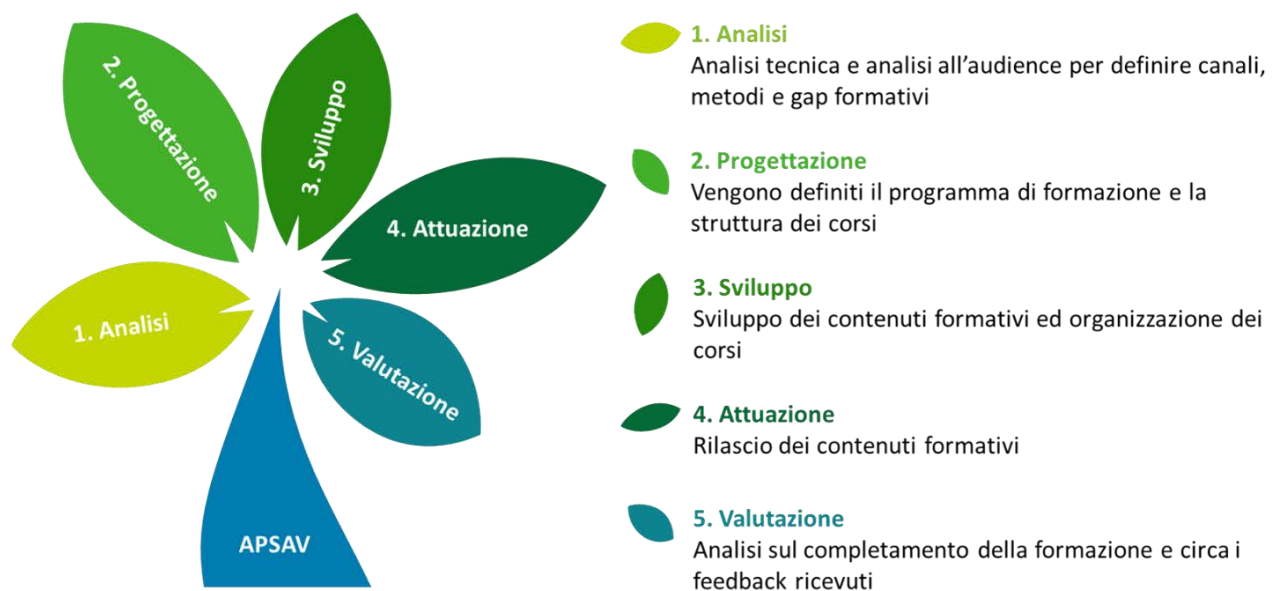 1. Analisi
2. Progettazione
3. Sviluppo
4. Attuazione
5. Valutazione
APSAV
1. Analisi
Analisi tecnica e analisi all’audience per definire canali,
metodi e gap formativi
2. Progettazione
Vengono definiti il programma di formazione e la
struttura dei corsi
3. Sviluppo
Sviluppo dei contenuti formativi ed organizzazione dei
corsi
4. Attuazione
Rilascio dei contenuti formativi
5. Valutazione
Analisi sul completamento della formazione e circa i
feedback ricevuti